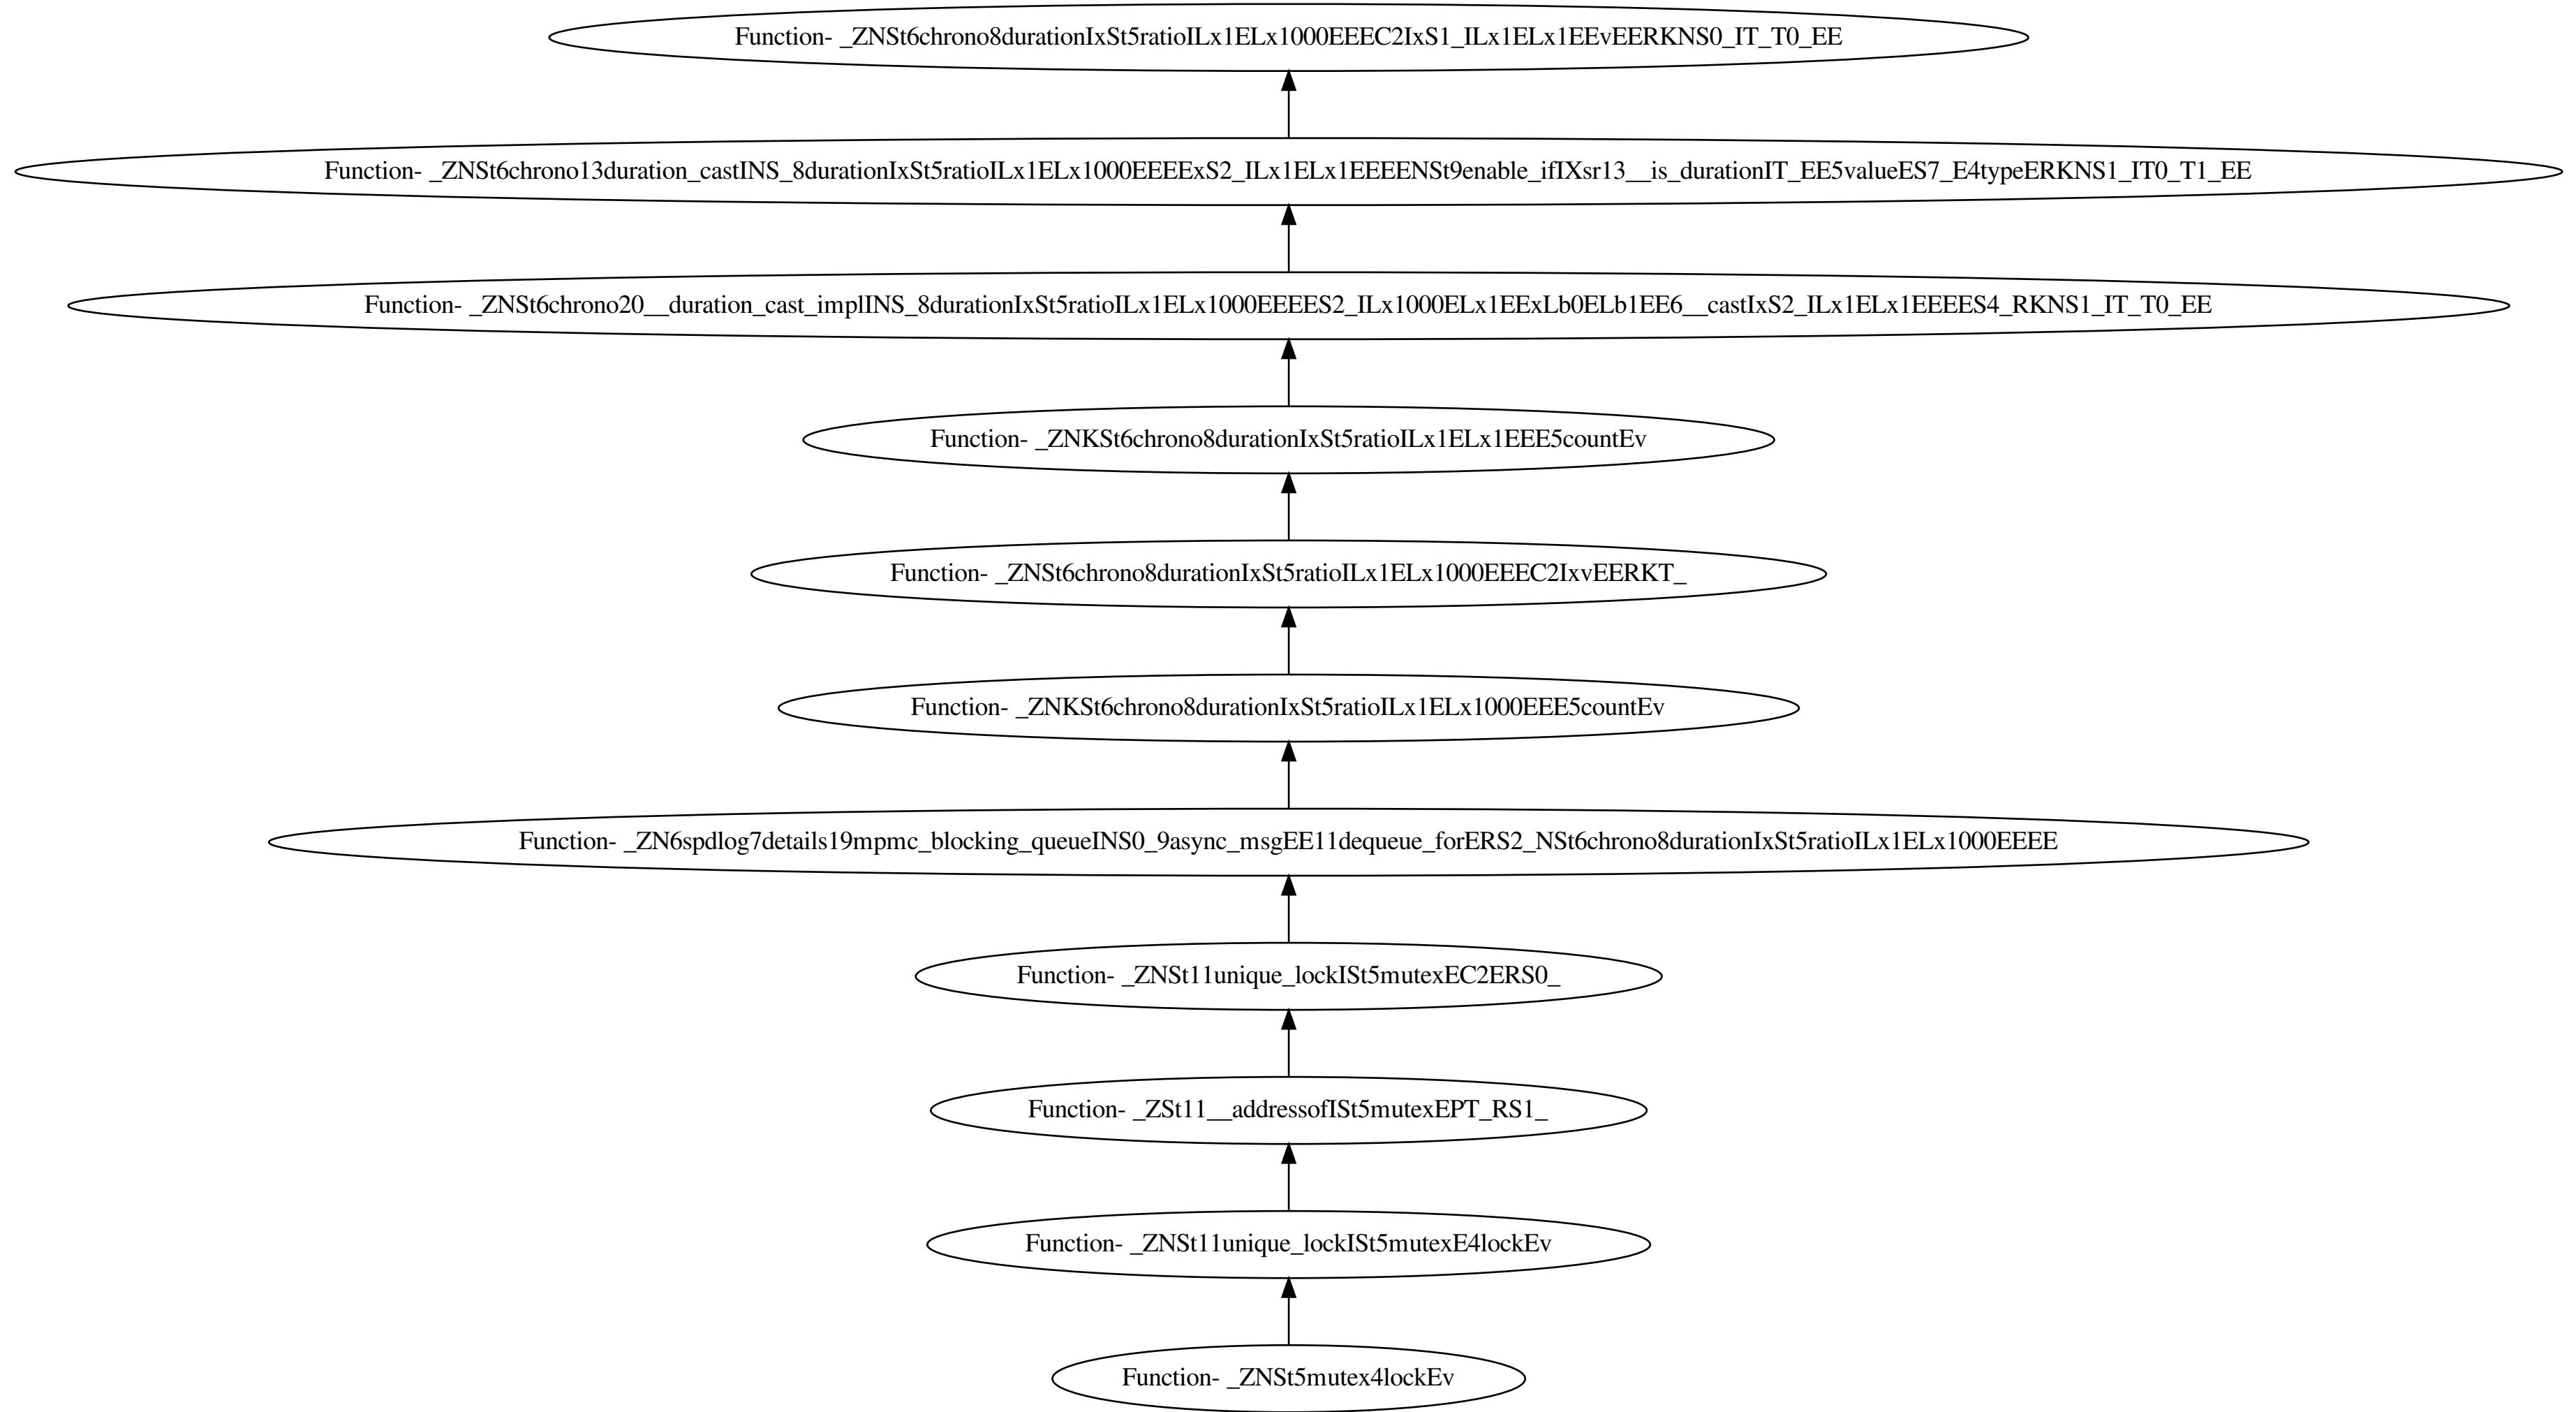 Function- _ZNSt6chrono8durationIxSt5ratioILx1ELx1000EEEC2IxS1_ILx1ELx1EEvEERKNS0_IT_T0_EE
Function- _ZNSt6chrono13duration_castINS_8durationIxSt5ratioILx1ELx1000EEEExS2_ILx1ELx1EEEENSt9enable_ifIXsr13__is_durationIT_EE5valueES7_E4typeERKNS1_IT0_T1_EE
Function- _ZNSt6chrono20__duration_cast_implINS_8durationIxSt5ratioILx1ELx1000EEEES2_ILx1000ELx1EExLb0ELb1EE6__castIxS2_ILx1ELx1EEEES4_RKNS1_IT_T0_EE
Function- _ZNKSt6chrono8durationIxSt5ratioILx1ELx1EEE5countEv
Function- _ZNSt6chrono8durationIxSt5ratioILx1ELx1000EEEC2IxvEERKT_
Function- _ZNKSt6chrono8durationIxSt5ratioILx1ELx1000EEE5countEv
Function- _ZN6spdlog7details19mpmc_blocking_queueINS0_9async_msgEE11dequeue_forERS2_NSt6chrono8durationIxSt5ratioILx1ELx1000EEEE
Function- _ZNSt11unique_lockISt5mutexEC2ERS0_
Function- _ZSt11__addressofISt5mutexEPT_RS1_
Function- _ZNSt11unique_lockISt5mutexE4lockEv
Function- _ZNSt5mutex4lockEv